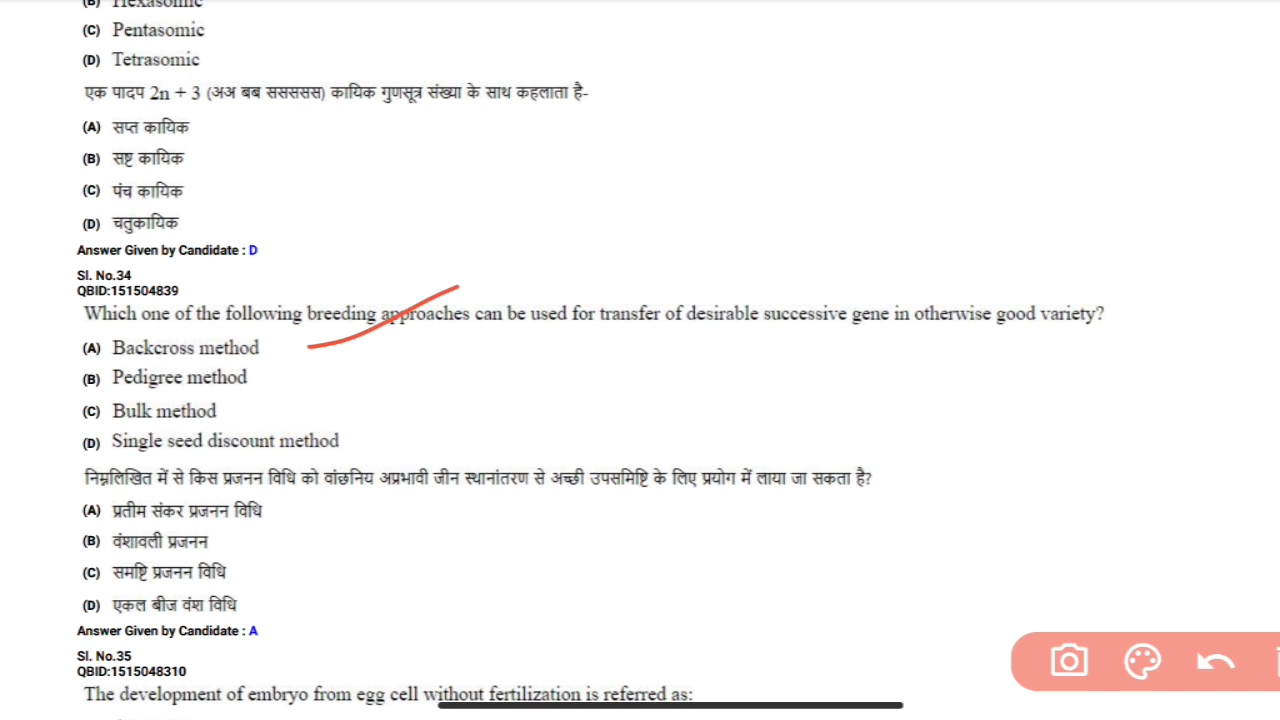 (B) Hexasomic
(C) Pentasomic
(D) Tetrasomic
एक पादप 2n + 3 (अअ बब सससससस) कायिक गुणसूत्र संख्या के साथ कहलाता है-
(A) सप्त कायिक
(B) सष्ट कायिक
(C) पंच कायिक
(D) चतुकायिक
Answer Given by Candidate : D
Sl. No.34
QBID:151504839
Which one of the following breeding approaches can be used for transfer of desirable successive gene in otherwise good variety?
(A) Backcross method
(B) Pedigree method
(C) Bulk method
(D) Single seed discount method
निम्नलिखित में से किस प्रजनन विधि को वांछनिय अप्रभावी जीन स्थानांतरण से अच्छी उपसमिष्टि के लिए प्रयोग में लाया जा सकता है?
(A) प्रतीम संकर प्रजनन विधि
(B) वंशावली प्रजनन
(C) समष्टि प्रजनन विधि
(D) एकल बीज वंश विधि
Answer Given by Candidate : A
Sl. No.35
QBID:1515048310
The development of embryo from egg cell without fertilization is referred as: